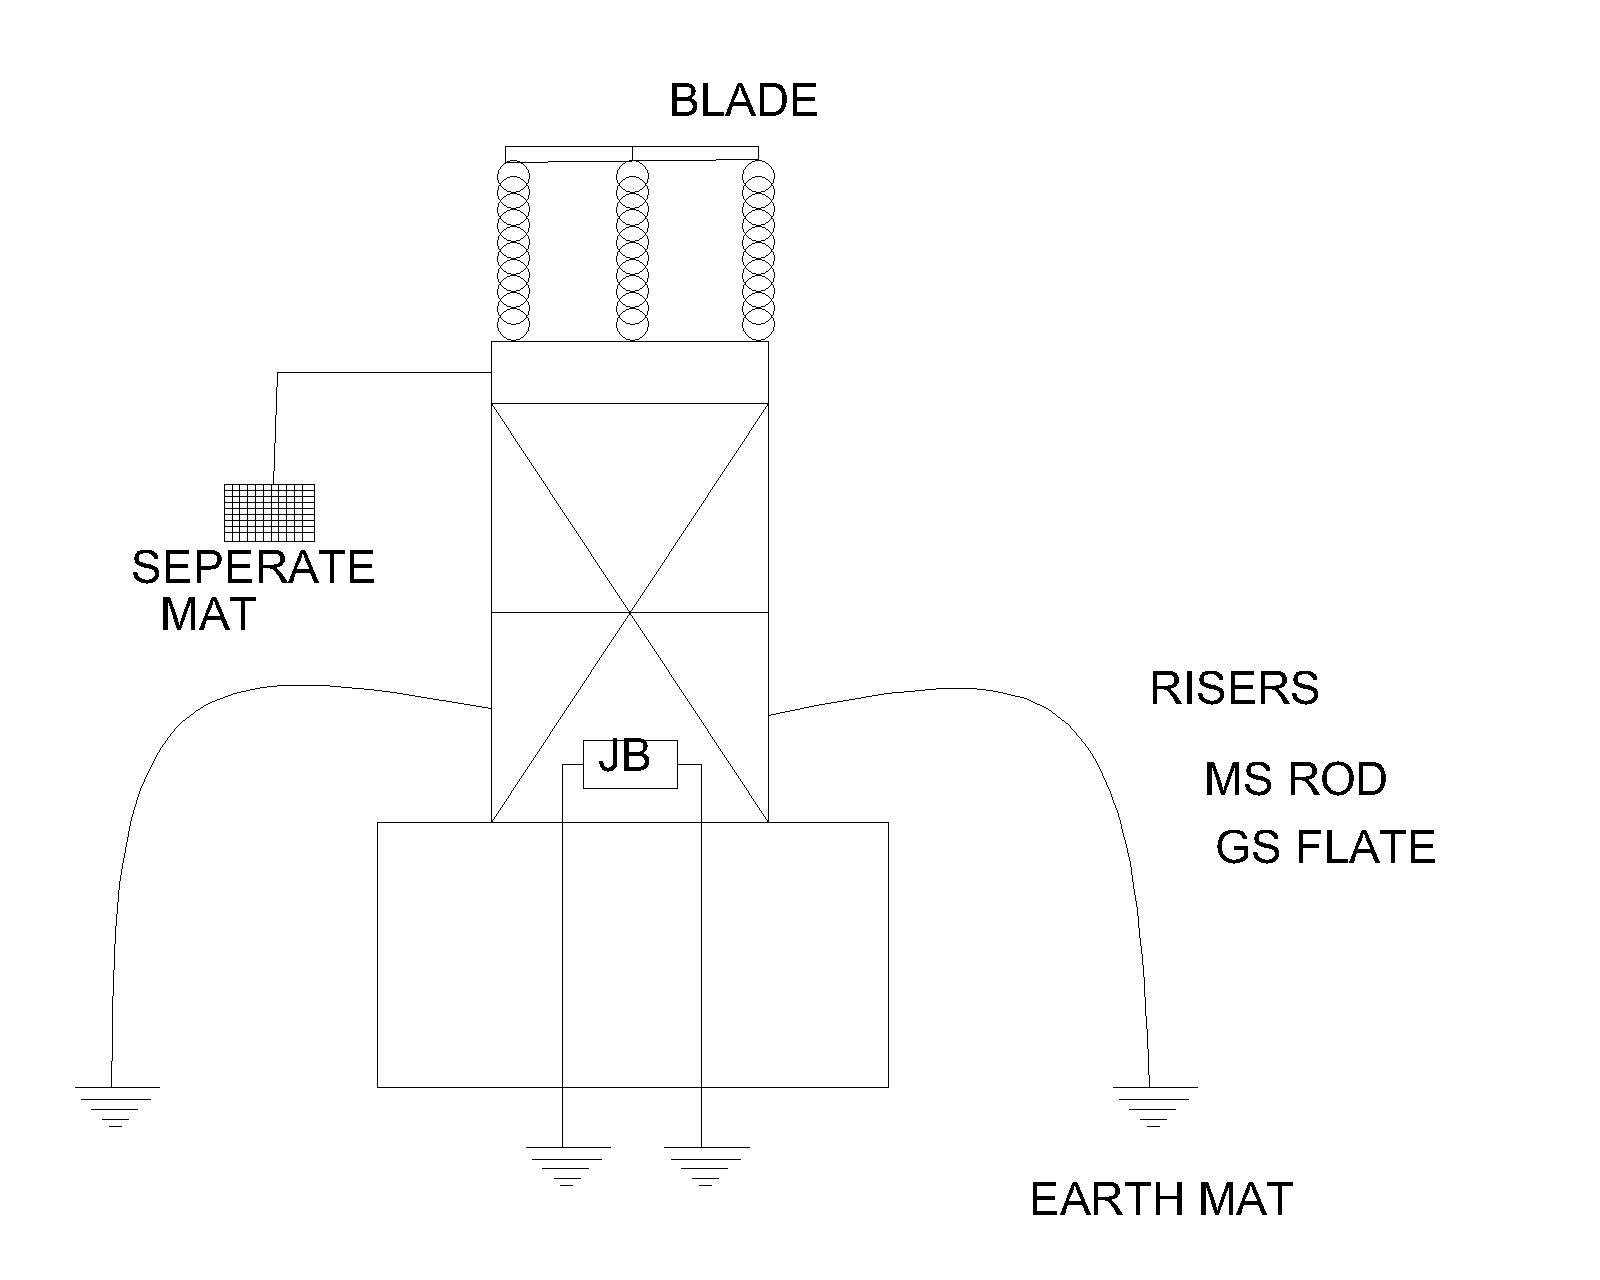 BLADE
SEPERATE
MAT
RISERS
JB
MS ROD
GS FLATE
EARTH MAT